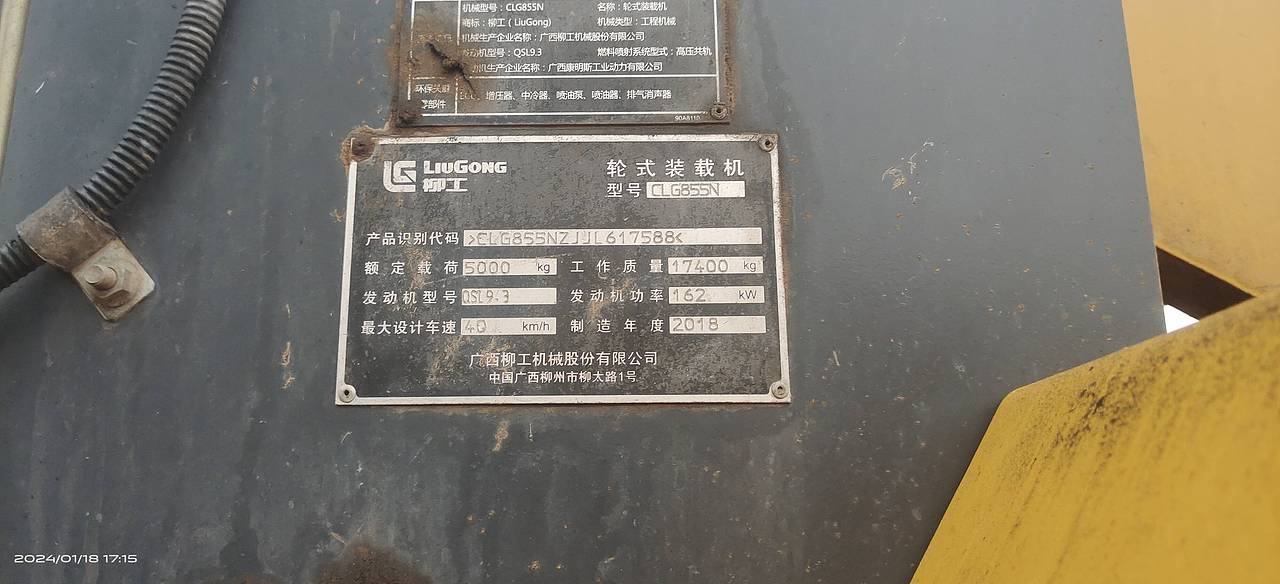 机械型号：CLG855N 名称：轮式装载机
商标：柳工（LiuGong） 机械类型：工程机械
机械生产企业名称：广西柳工机械股份有限公司
发动机型号：QSL9.3 燃料喷射系统型式：高压共轨
生产企业名称：广西康明斯工业动力有限公司
环保关键
零部件
增压器、中冷器、喷油泵、喷油器、排气消声器
90A8110
LG LIUGONG 柳工
轮式装载机
型号 CLG855N
产品识别代码 >CLG855NZJJL617588<
额定载荷 5000 kg 工作质量 17400 kg
发动机型号 QSL9.3 发动机功率 162 kW
最大设计车速 40 km/h 制造年度 2018
广西柳工机械股份有限公司
中国广西柳州市柳太路1号
2024/01/18 17:15